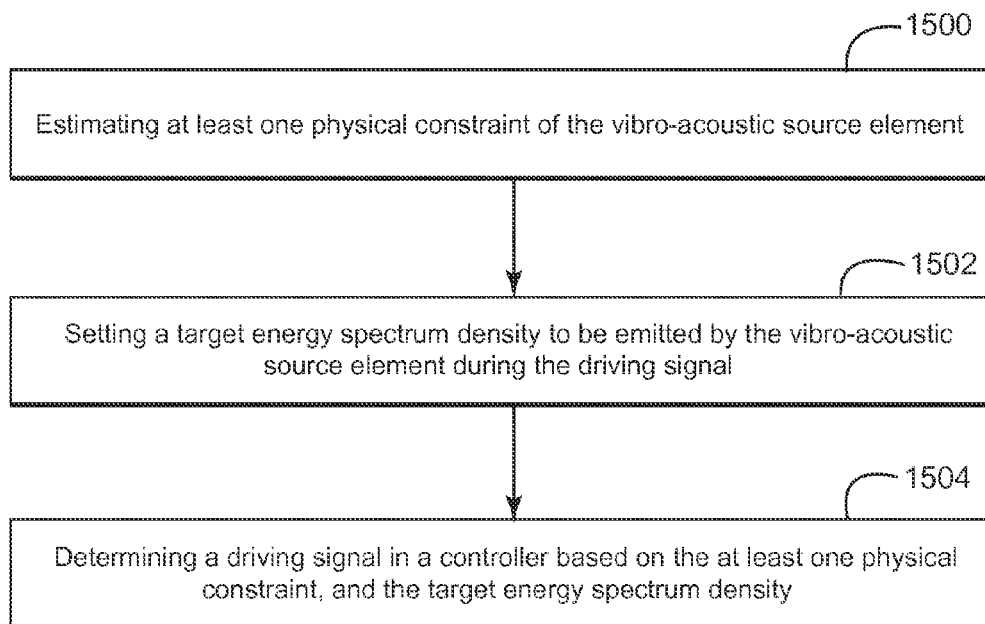 1500
Estimating at least one physical constraint of the vibro-acoustic source element
1502
Setting a target energy spectrum density to be emitted by the vibro-acoustic
source element during the driving signal
1504
Determining a driving signal in a controller based on the at least one physical
constraint, and the target energy spectrum density